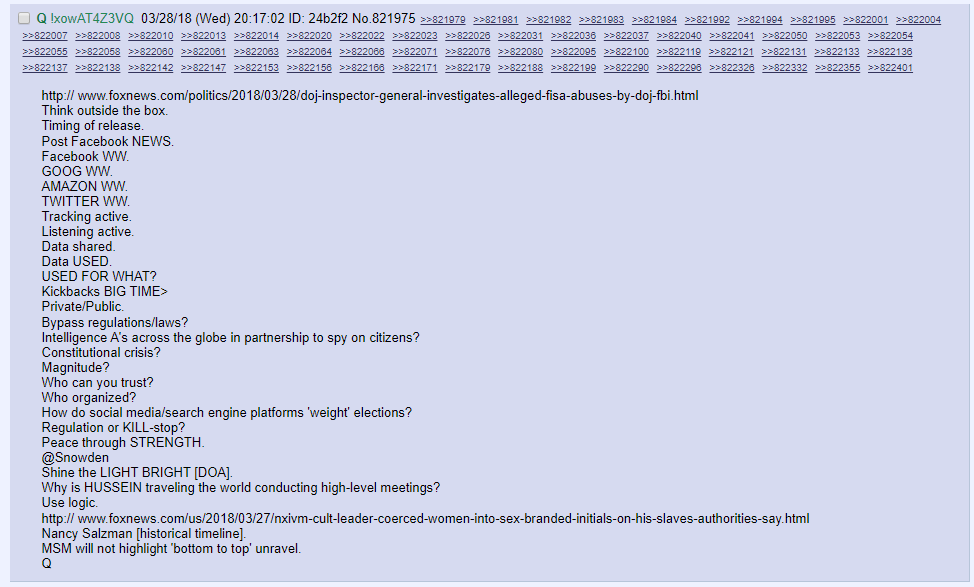 Q !xowAT4Z3VQ 03/28/18 (Wed) 20:17:02 ID: 24b2f2 No.821975 >>821979 >>821981 >>821982 >>821983 >>821984 >>821992 >>821994 >>821995 >>822001 >>822004
>>822007 >>822008 >>822010 >>822013 >>822014 >>822020 >>822022 >>822023 >>822026 >>822031 >>822036 >>822037 >>822040 >>822041 >>822050 >>822053 >>822054
>>822055 >>822058 >>822060 >>822061 >>822063 >>822064 >>822066 >>822071 >>822076 >>822080 >>822095 >>822100 >>822119 >>822121 >>822131 >>822133 >>822136
>>822137 >>822138 >>822142 >>822147 >>822153 >>822156 >>822166 >>822171 >>822179 >>822188 >>822199 >>822290 >>822296 >>822326 >>822332 >>822355 >>822401
http:// www.foxnews.com/politics/2018/03/28/doj-inspector-general-investigates-alleged-fisa-abuses-by-doj-fbi.html
Think outside the box.
Timing of release.
Post Facebook NEWS.
Facebook WW.
GOOG WW.
AMAZON WW.
TWITTER WW.
Tracking active.
Listening active.
Data shared.
Data USED.
USED FOR WHAT?
Kickbacks BIG TIME>
Private/Public.
Bypass regulations/laws?
Intelligence A's across the globe in partnership to spy on citizens?
Constitutional crisis?
Magnitude?
Who can you trust?
Who organized?
How do social media/search engine platforms 'weight' elections?
Regulation or KILL-stop?
Peace through STRENGTH.
@Snowden
Shine the LIGHT BRIGHT [DOA].
Why is HUSSEIN traveling the world conducting high-level meetings?
Use logic.
http:// www.foxnews.com/us/2018/03/27/nxivm-cult-leader-coerced-women-into-sex-branded-initials-on-his-slaves-authorities-say.html
Nancy Salzman [historical timeline].
MSM will not highlight 'bottom to top' unravel.
Q